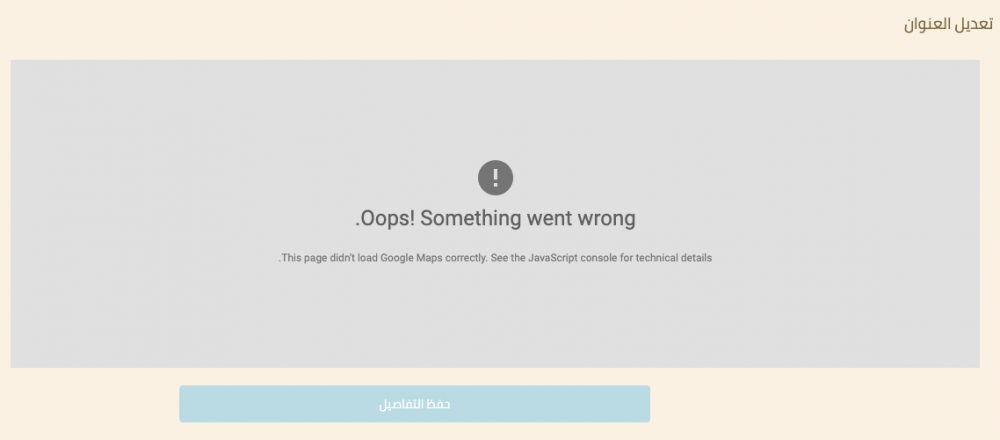 تعديل العنوان
!
.Oops! Something went wrong
.This page didn't load Google Maps correctly. See the JavaScript console for technical details
حفظ التفاصيل